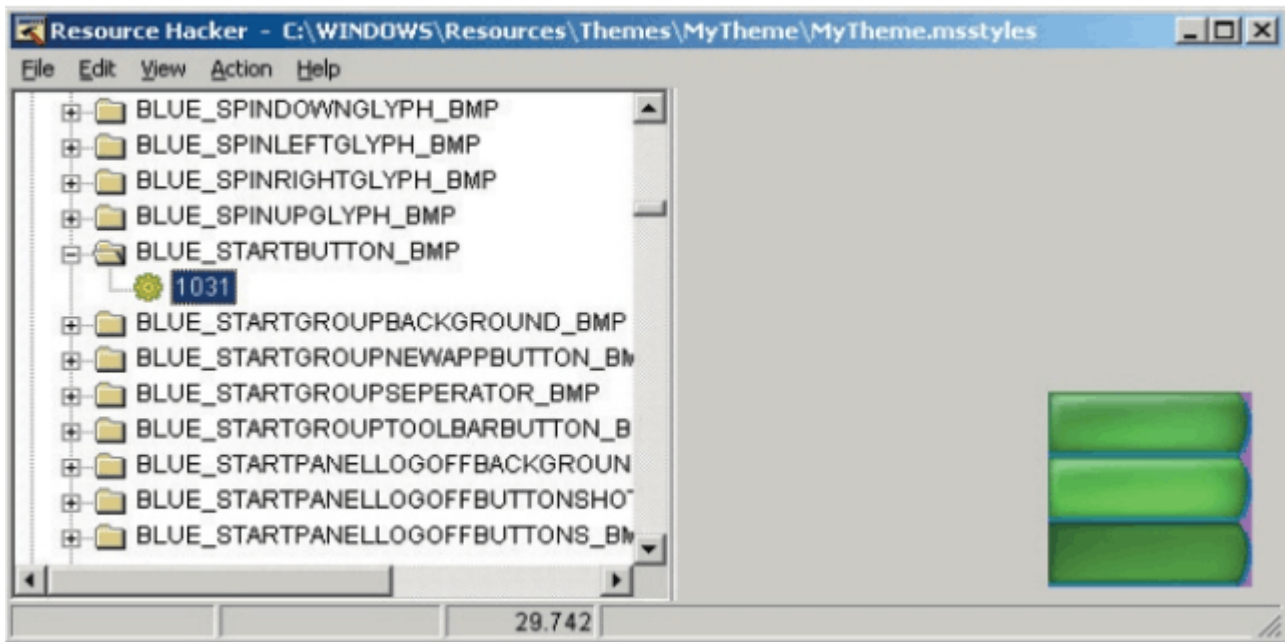 Resource Hacker - C:\WINDOWS\Resources\Themes\MyTheme\MyTheme.msstyles
File Edit View Action Help
BLUE_SPINDOWNGLYPH_BMP
BLUE_SPINLEFTGLYPH_BMP
BLUE_SPINRIGHTGLYPH_BMP
BLUE_SPINUPGLYPH_BMP
BLUE_STARTBUTTON_BMP
1031
BLUE_STARTGROUPBACKGROUND_BMP
BLUE_STARTGROUPNEWAPPBUTTON_BM
BLUE_STARTGROUPSEPERATOR_BMP
BLUE_STARTGROUPTOOLBARBUTTON_B
BLUE_STARTPANELLOGOFFBACKGROUN
BLUE_STARTPANELLOGOFFBUTTONSHOT
BLUE_STARTPANELLOGOFFBUTTONS_BM
29.742